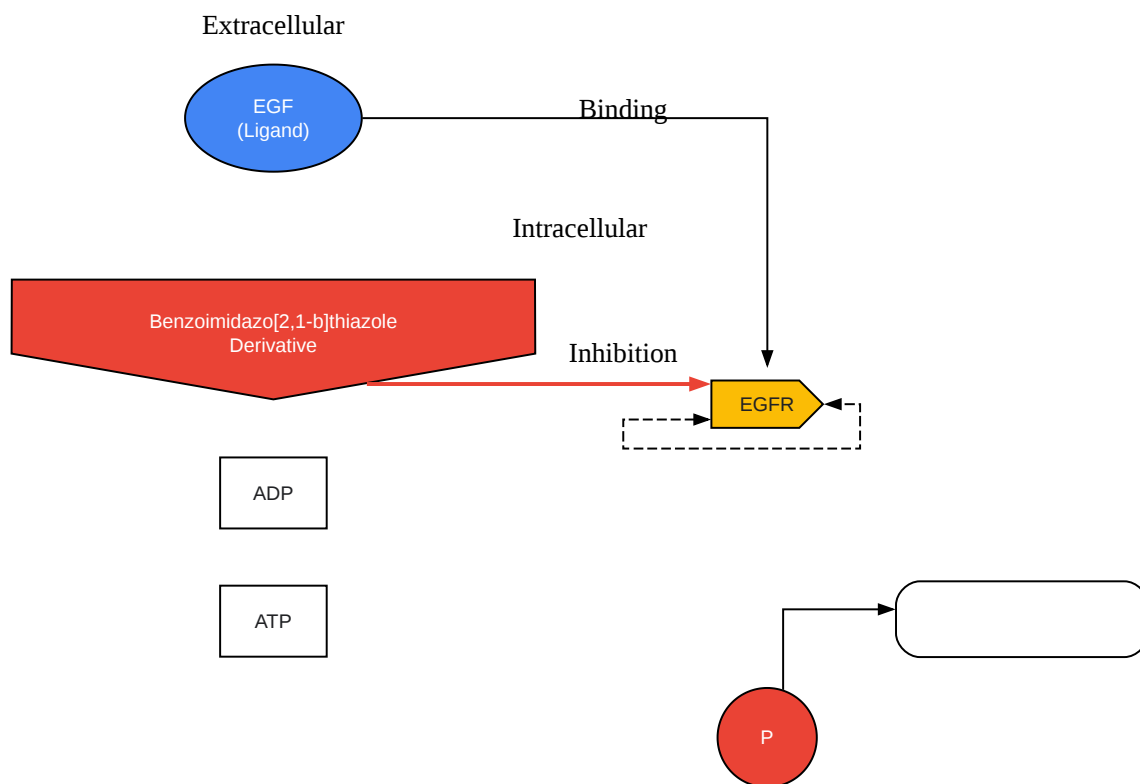 Extracellular
EGF
(Ligand)
Binding
Intracellular
Benzoimidazo[2,1-b]thiazole
Derivative
Inhibition
EGFR
ADP
ATP
P